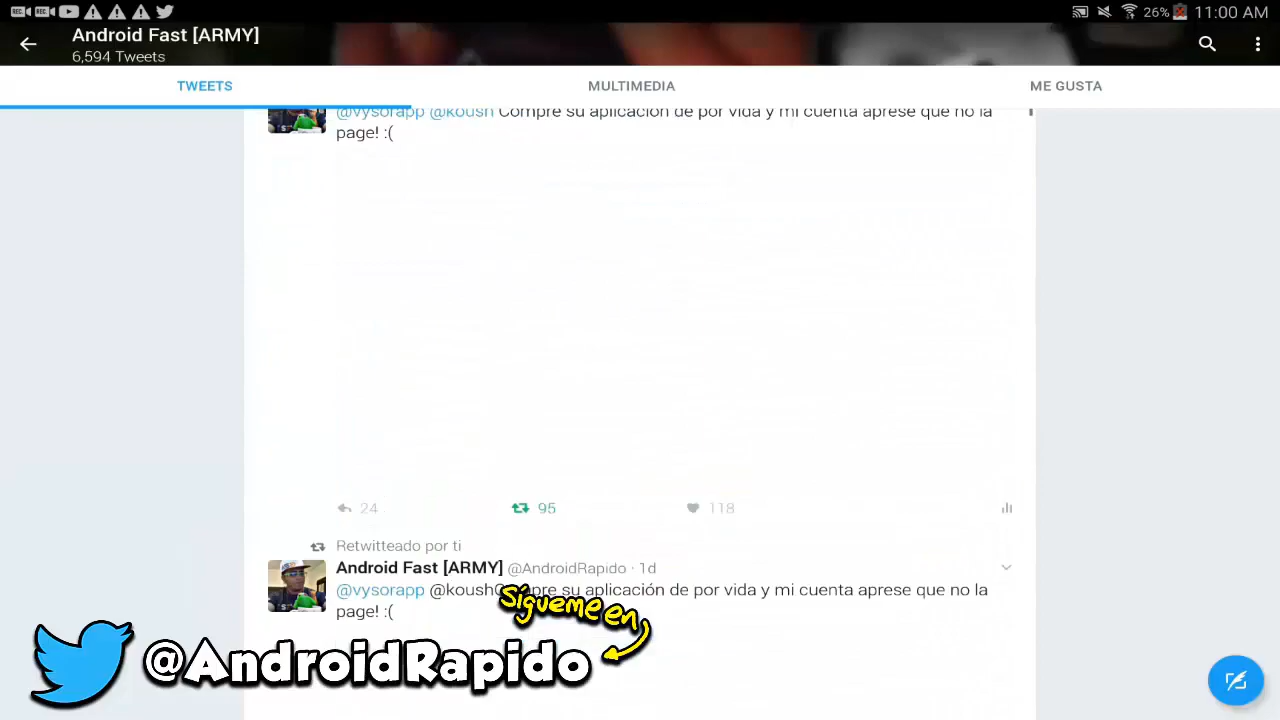 26% 11:00 AM
Android Fast [ARMY]
6,594 Tweets
TWEETS
MULTIMEDIA
ME GUSTA
@vysorapp @koush Compre su aplicación de por vida y mi cuenta aprese que no la
page! :(
24
95
118
Retwitteado por ti
Android Fast [ARMY] @AndroidRapido · 1d
@vysorapp @koush su aplicación de por vida y mi cuenta aprese que no la
page! :(
Sígueme en
@AndroidRapido